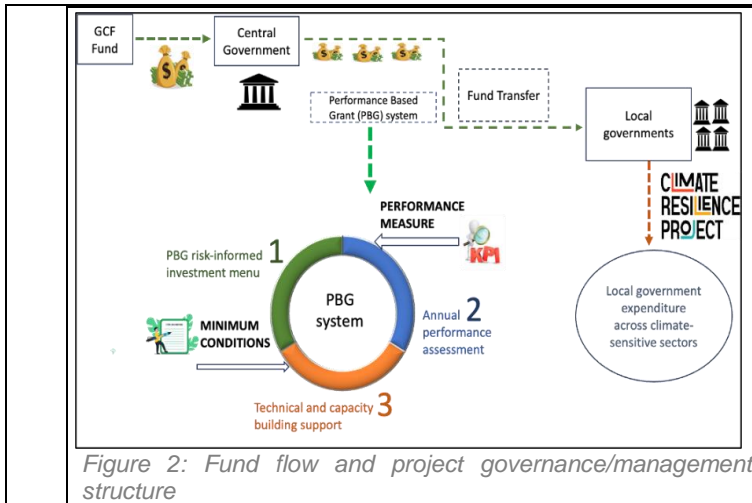 GCF
Fund
Central
Government
$
$
$ $ $
Performance Based
Grant (PBG) system
Fund Transfer
Local
governments
CLIMATE
RESILIENCE
PROJECT
PERFORMANCE
MEASURE
KPI
PBG risk-informed
investment menu
1
PBG
system
Annual
performance
assessment
2
MINIMUM
CONDITIONS
Technical and capacity
building support
3
Local government
expenditure
across climate-
sensitive sectors
Figure 2: Fund flow and project governance/management
structure